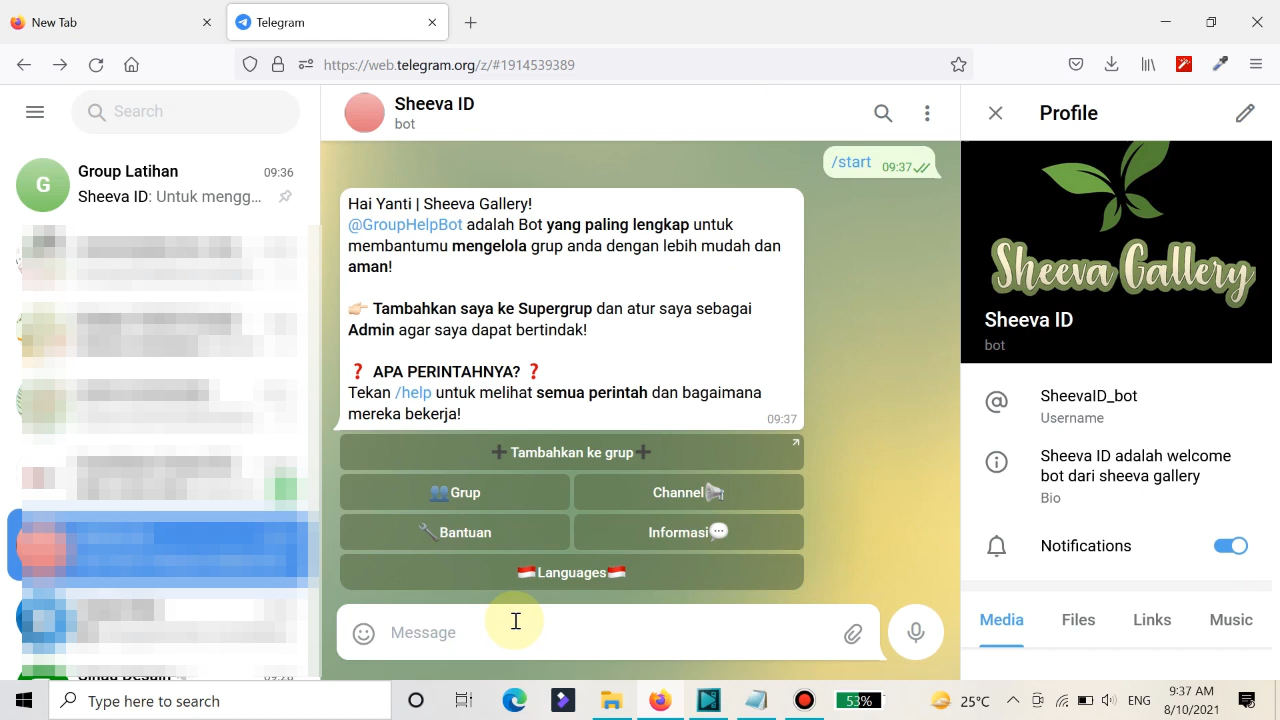 New Tab
Telegram
https://web.telegram.org/z/#1914539389
Search
Group Latihan
09:36
Sheeva ID: Untuk mengg...
G
09:28
Sheeva ID
bot
/start
09:37
Hai Yanti | Sheeva Gallery!
@GroupHelpBot adalah Bot yang paling lengkap untuk
membantumu mengelola grup anda dengan lebih mudah dan
aman!
👉🏻 Tambahkan saya ke Supergrup dan atur saya sebagai
Admin agar saya dapat bertindak!
❓ APA PERINTAHNYA? ❓
Tekan /help untuk melihat semua perintah dan bagaimana
mereka bekerja!
09:37
➕ Tambahkan ke grup ➕
👥 Grup
Channel
Bantuan
Informasi
Languages
Message
Profile
Sheeva Gallery
Sheeva ID
bot
SheevaID_bot
Username
Sheeva ID adalah welcome
bot dari sheeva gallery
Bio
Notifications
Media
Files
Links
Music
Type here to search
53%
25°C
ENG
9:37 AM
8/10/2021